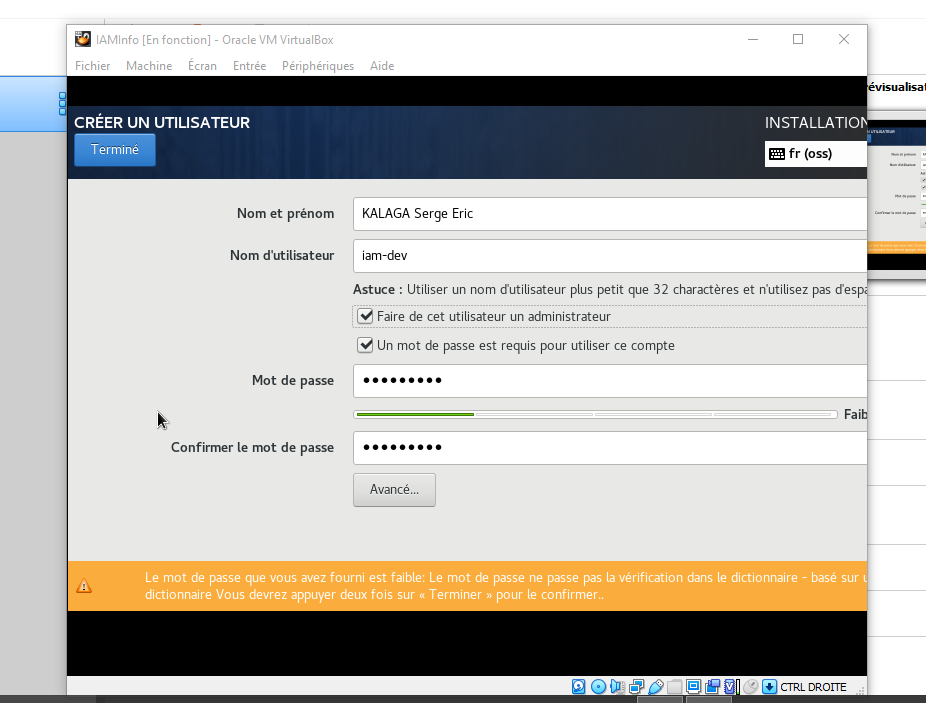 IAMInfo [En fonction] - Oracle VM VirtualBox
Fichier Machine Écran Entrée Périphériques Aide
évisualisat
CRÉER UN UTILISATEUR
INSTALLATION
Terminé
fr (oss)
Nom et prénom
KALAGA Serge Eric
Nom d'utilisateur
iam-dev
Astuce : Utiliser un nom d'utilisateur plus petit que 32 charactères et n'utilisez pas d'espa
Faire de cet utilisateur un administrateur
Un mot de passe est requis pour utiliser ce compte
Mot de passe
•••••••••
Faib
Confirmer le mot de passe
•••••••••
Avancé...
Le mot de passe que vous avez fourni est faible: Le mot de passe ne passe pas la vérification dans le dictionnaire - basé sur u
dictionnaire Vous devrez appuyer deux fois sur « Terminer » pour le confirmer..
CTRL DROITE